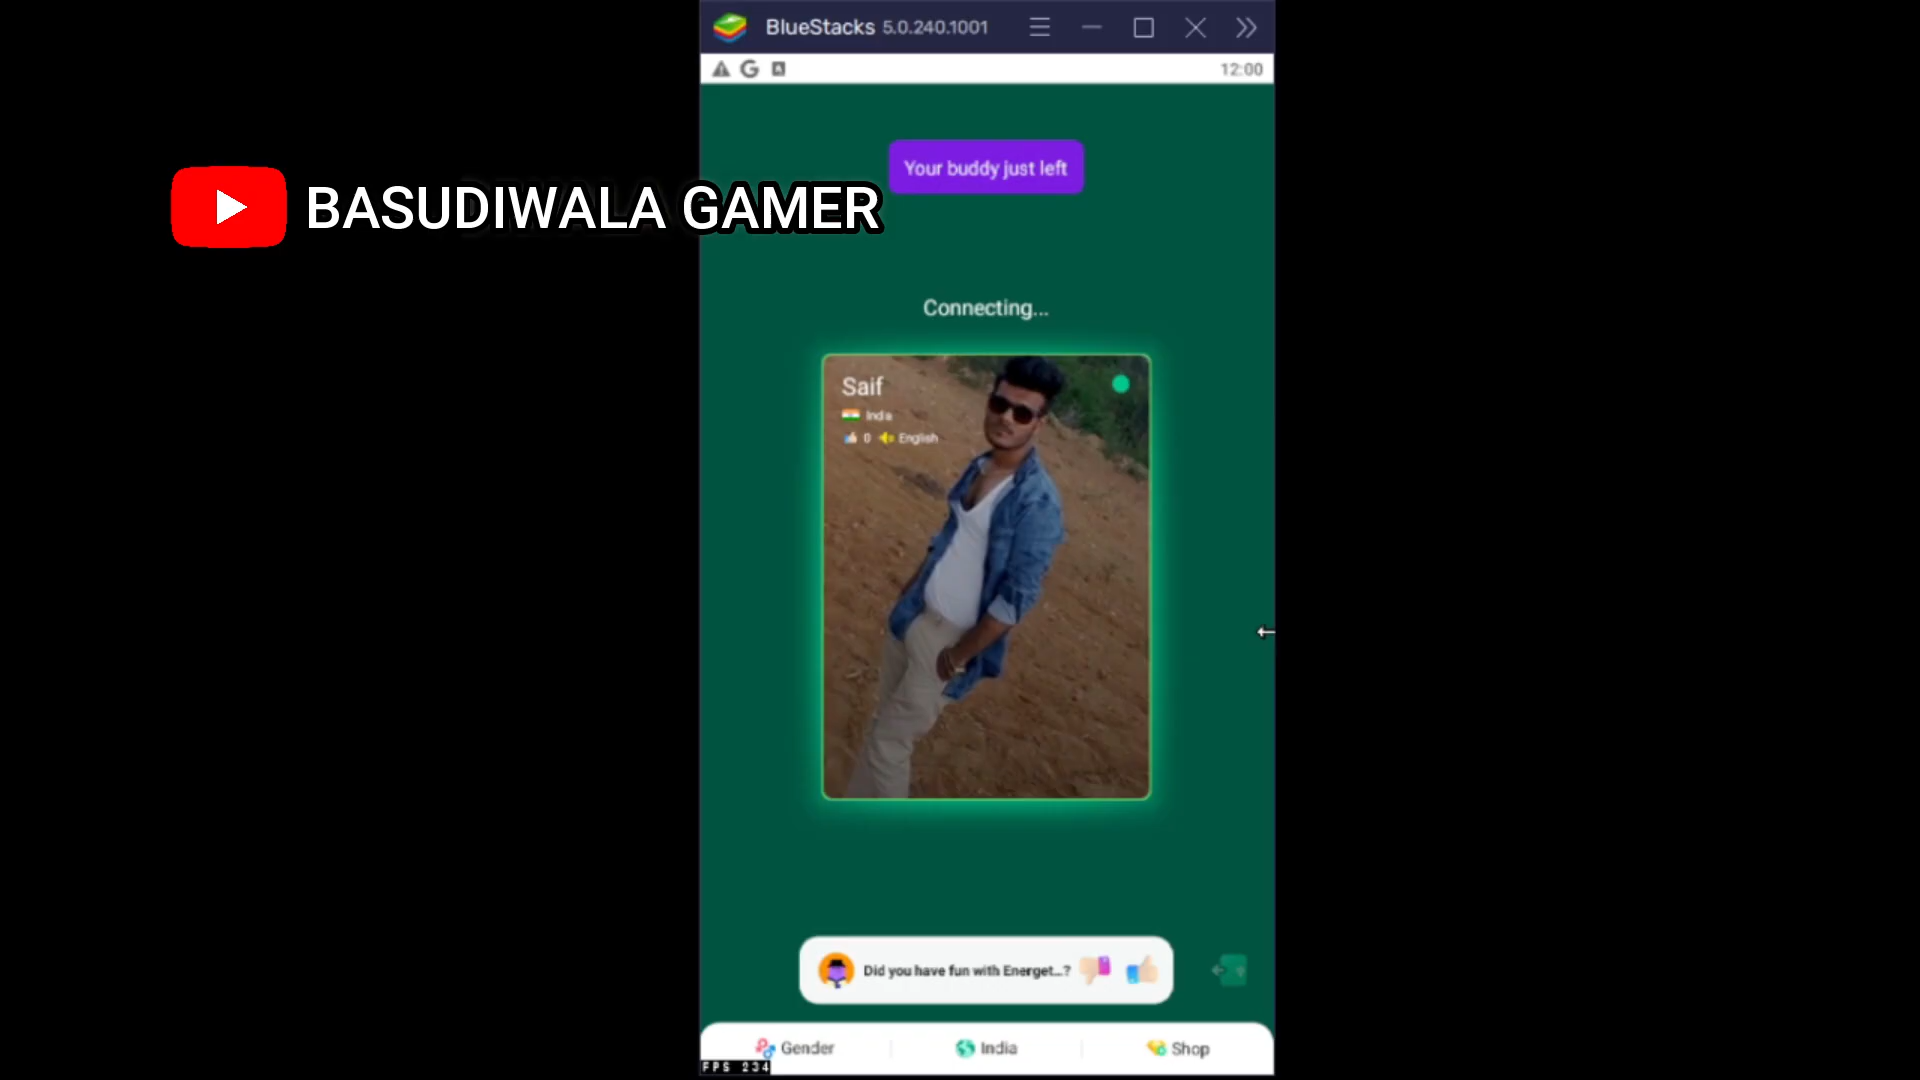 BlueStacks 5.0.240.1001
12:00
Your buddy just left
BASUDIWALA GAMER
Connecting...
Saif
India
0 English
Did you have fun with Energet...?
Gender
India
Shop
FPS 234